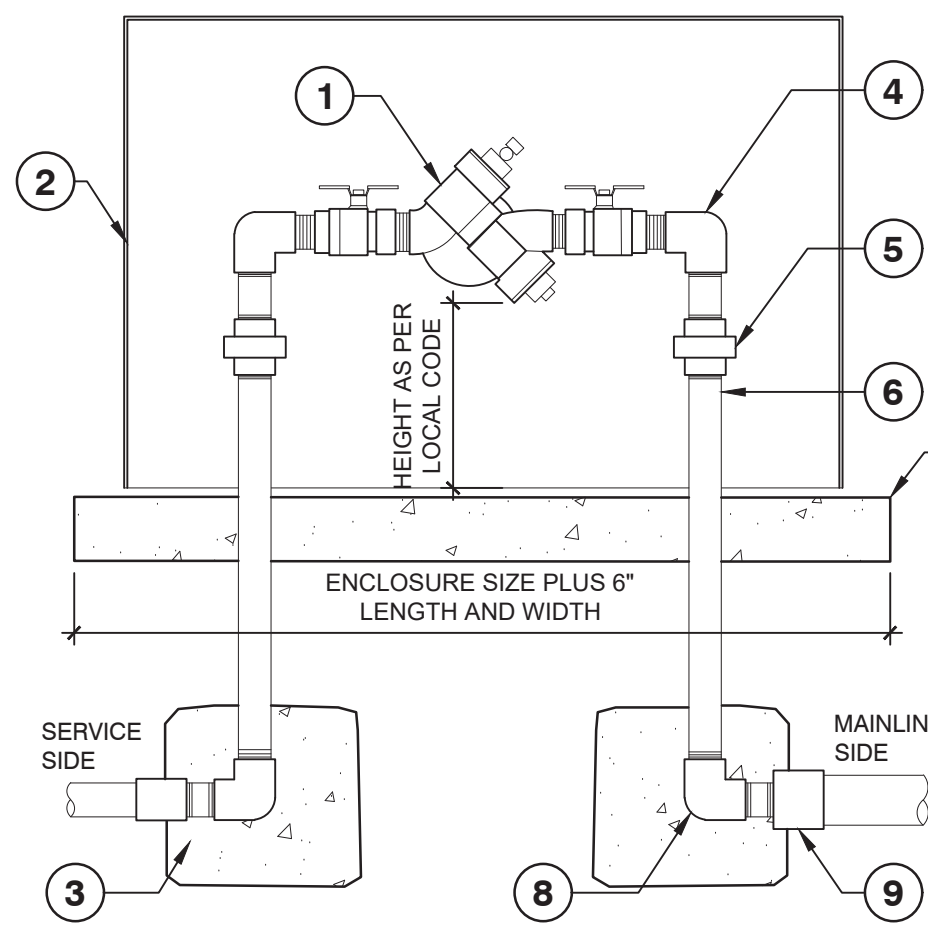 1
4
2
5
HEIGHT AS PER
LOCAL CODE
6
ENCLOSURE SIZE PLUS 6"
LENGTH AND WIDTH
SERVICE
SIDE
MAINLIN
SIDE
3
8
9